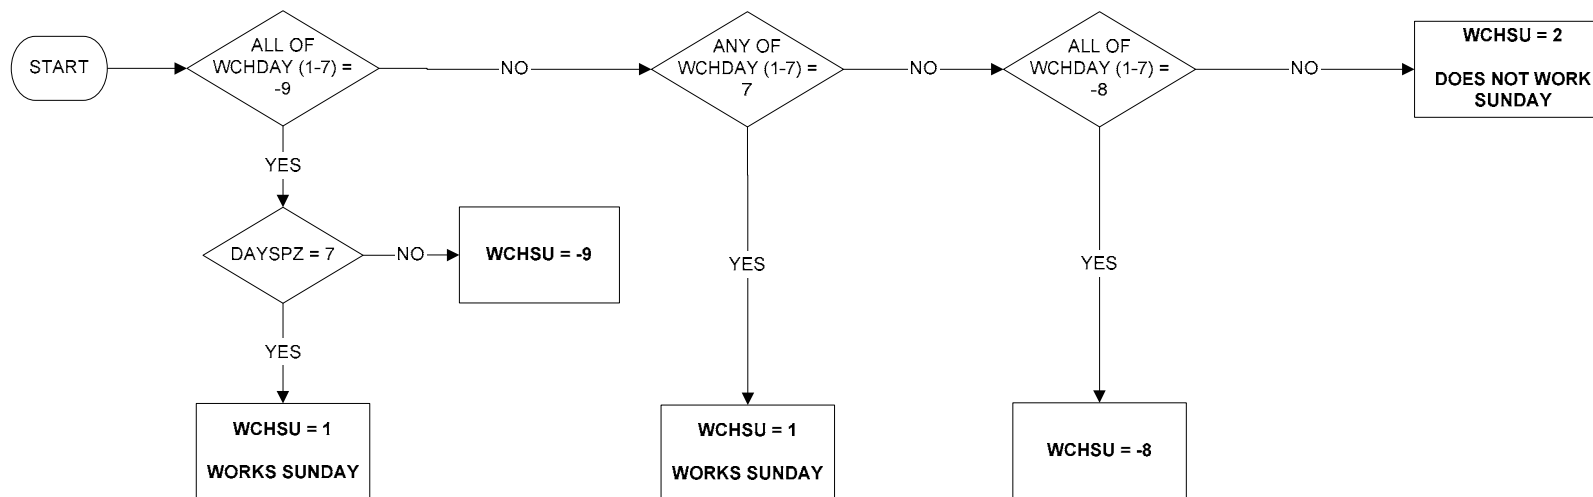 START
ALL OF
WCHDAY (1-7) =
-9
NO
ANY OF
WCHDAY (1-7) =
7
NO
ALL OF
WCHDAY (1-7) =
-8
NO
WCHSU = 2
DOES NOT WORK
SUNDAY
YES
DAYSPZ = 7
NO
WCHSU = -9
YES
YES
YES
WCHSU = 1
WORKS SUNDAY
WCHSU = 1
WORKS SUNDAY
WCHSU = -8